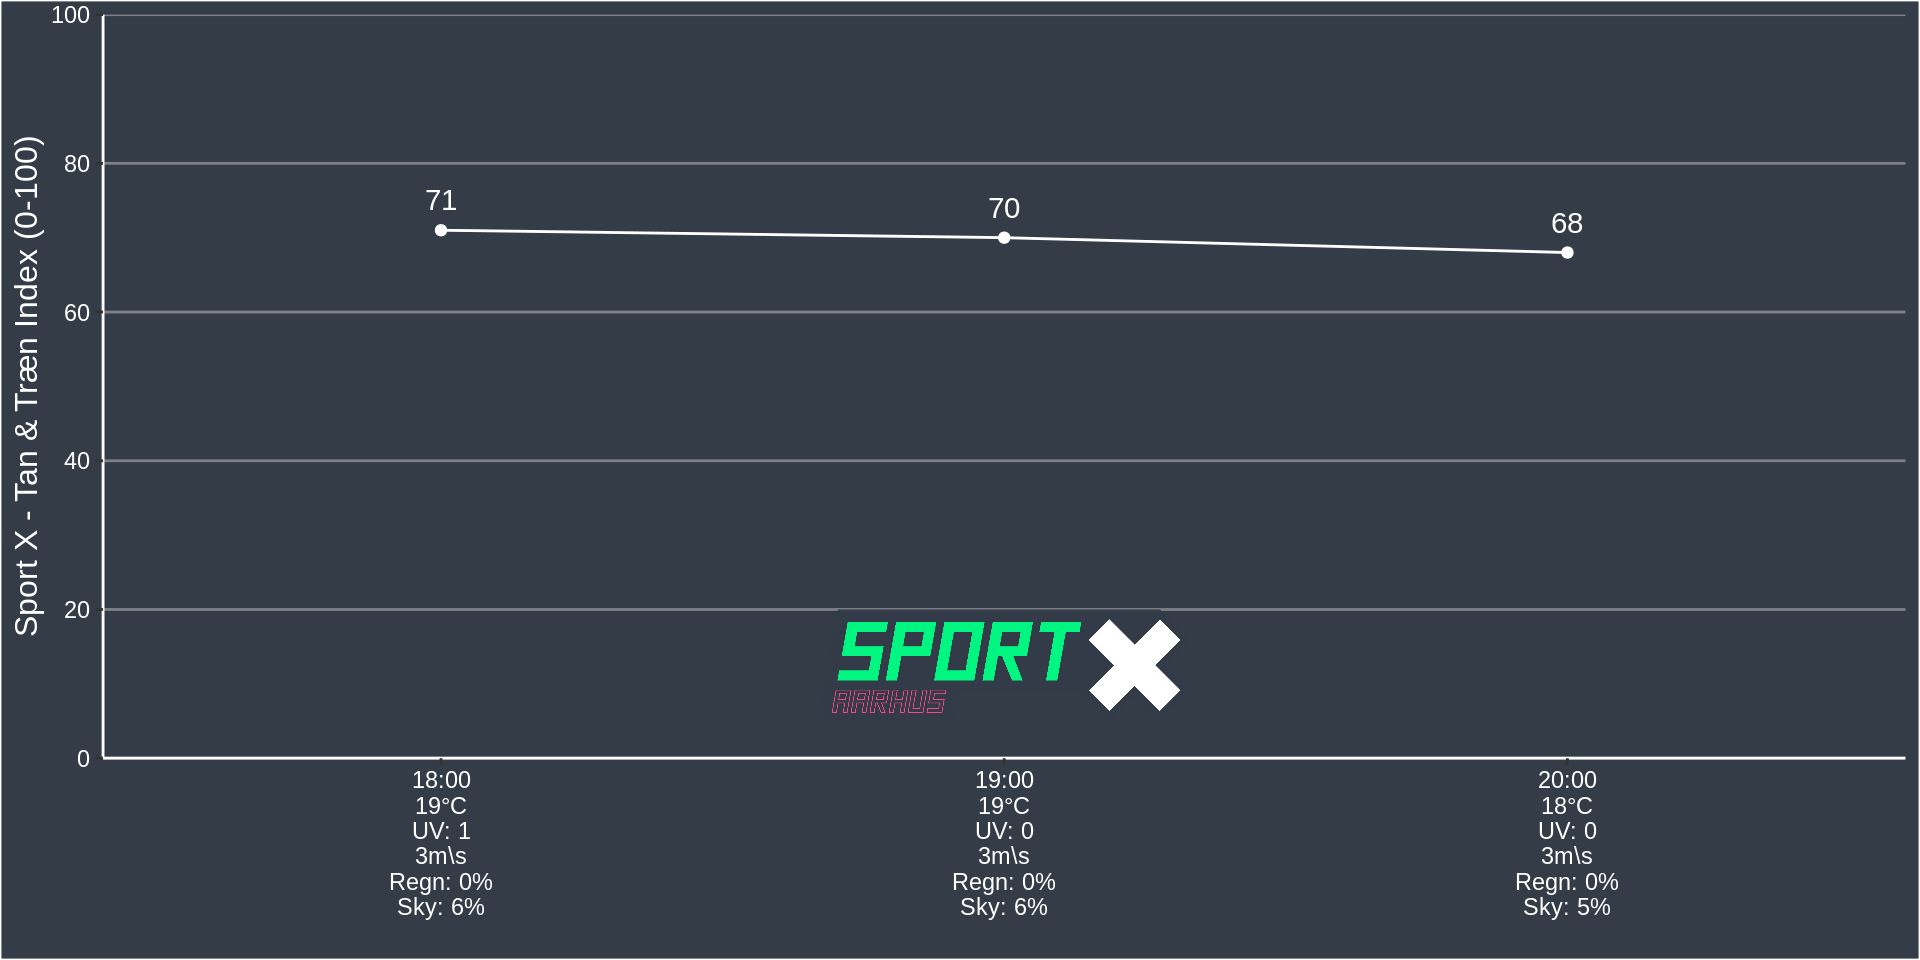 Sport X - Tan & Træn Index (0-100)
100
80
60
40
20
0
71
70
68
SPORT X
AARHUS
18:00
19°C
UV: 1
3m\s
Regn: 0%
Sky: 6%
19:00
19°C
UV: 0
3m\s
Regn: 0%
Sky: 6%
20:00
18°C
UV: 0
3m\s
Regn: 0%
Sky: 5%